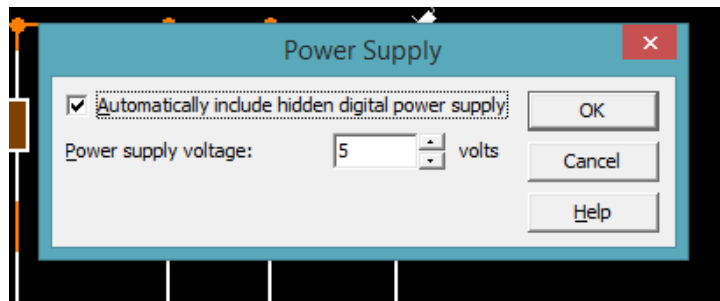 Power Supply
Automatically include hidden digital power supply
OK
Power supply voltage: 5 volts
Cancel
Help